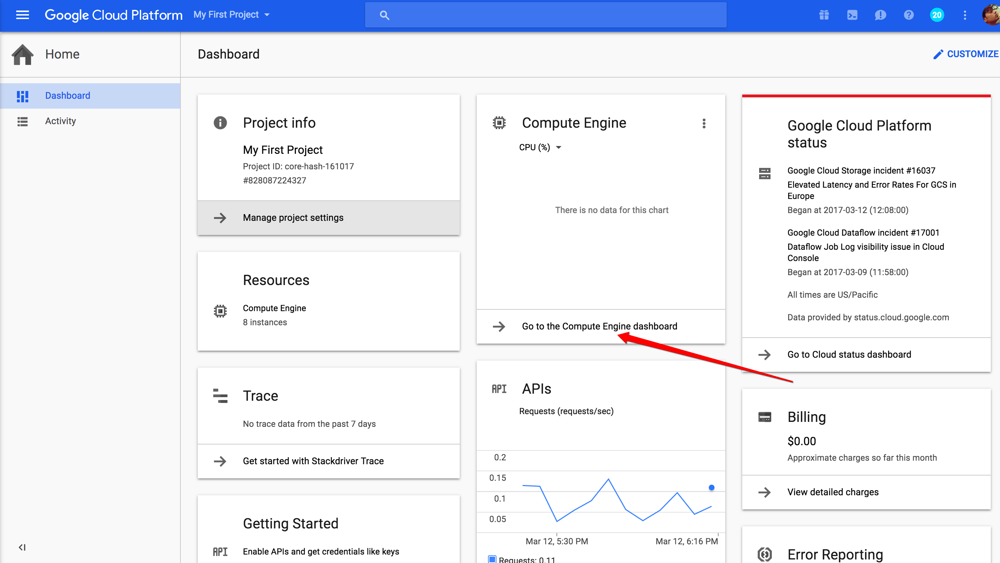 Google Cloud Platform
My First Project
20
Home
Dashboard
CUSTOMIZE
Dashboard
Activity
Project info
My First Project
Project ID: core-hash-161017
#828087224327
Manage project settings
Resources
Compute Engine
8 instances
Trace
No trace data from the past 7 days
Get started with Stackdriver Trace
Getting Started
API
Enable APIs and get credentials like keys
Compute Engine
CPU (%)
There is no data for this chart
Go to the Compute Engine dashboard
API
APIs
Requests (requests/sec)
0.2
0.15
0.1
0.05
Mar 12, 5:30 PM
Mar 12, 6:16 PM
Requests: 0.11
Google Cloud Platform
status
Google Cloud Storage incident #16037
Elevated Latency and Error Rates For GCS in
Europe
Began at 2017-03-12 (12:08:00)
Google Cloud Dataflow incident #17001
Dataflow Job Log visibility issue in Cloud
Console
Began at 2017-03-09 (11:58:00)
All times are US/Pacific
Data provided by status.cloud.google.com
Go to Cloud status dashboard
Billing
$0.00
Approximate charges so far this month
View detailed charges
Error Reporting